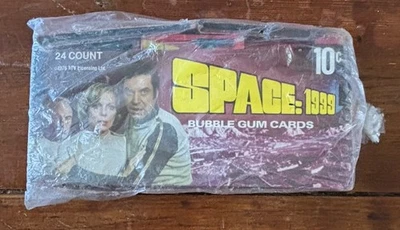 24 COUNT
10¢
SPACE: 1999
BUBBLE GUM CARDS